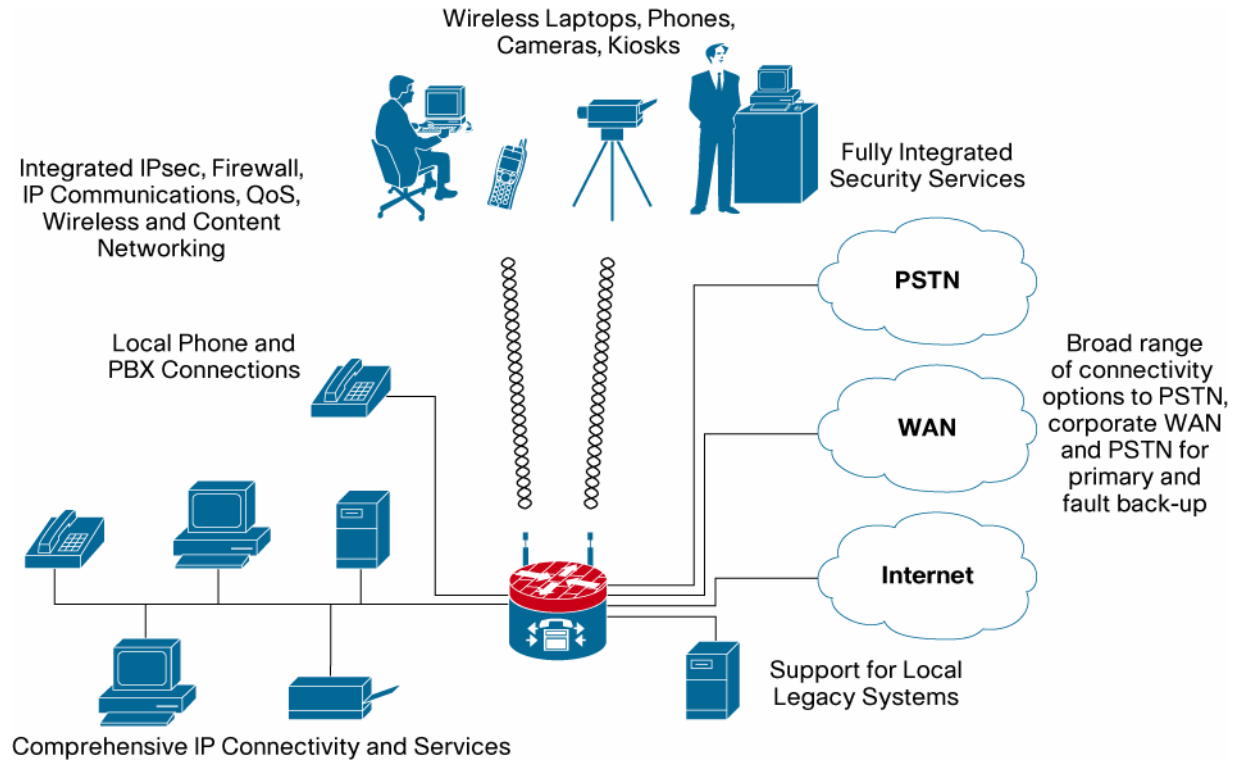 Wireless Laptops, Phones,
Cameras, Kiosks
Integrated IPsec, Firewall,
IP Communications, QoS,
Wireless and Content
Networking
Fully Integrated
Security Services
PSTN
Local Phone and
PBX Connections
Broad range
of connectivity
options to PSTN,
corporate WAN
and PSTN for
primary and
fault back-up
WAN
Internet
Support for Local
Legacy Systems
Comprehensive IP Connectivity and Services